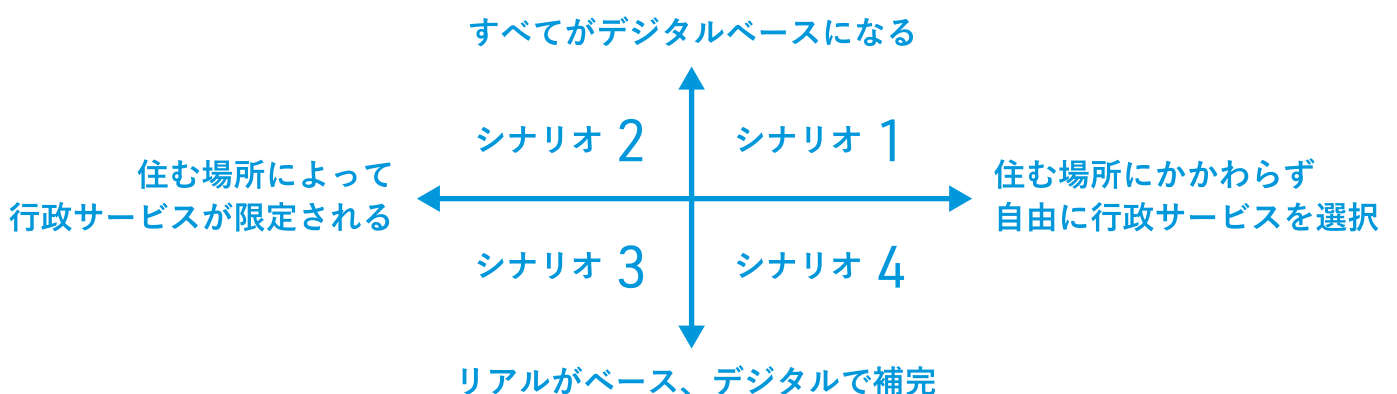 すべてがデジタルベースになる
シナリオ 2
シナリオ 1
住む場所によって
行政サービスが限定される
住む場所にかかわらず
自由に行政サービスを選択
シナリオ 3
シナリオ 4
リアルがベース、デジタルで補完